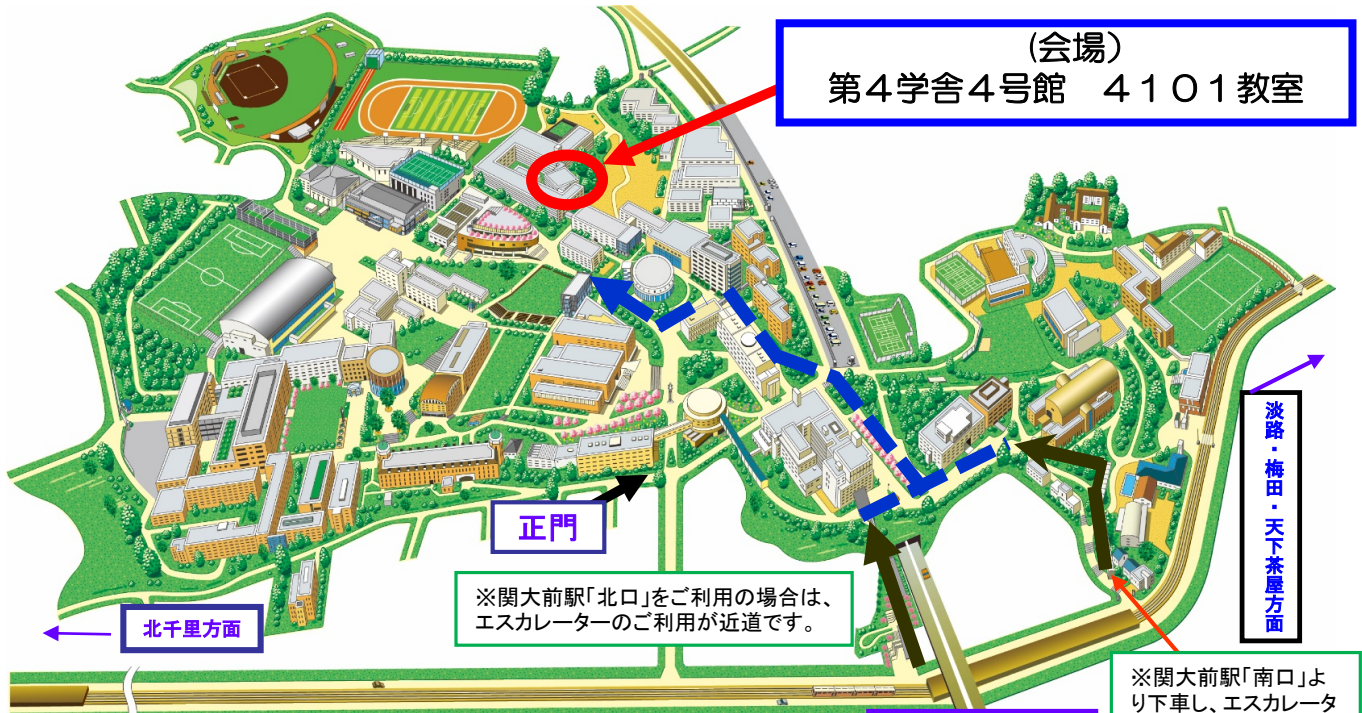 (会場)
第4学舎4号館　4101教室
淡路・梅田・天下茶屋方面
正門
※関大前駅「北口」をご利用の場合は、
エスカレーターのご利用が近道です。
北千里方面
※関大前駅「南口」よ
り下車し、エスカレータ